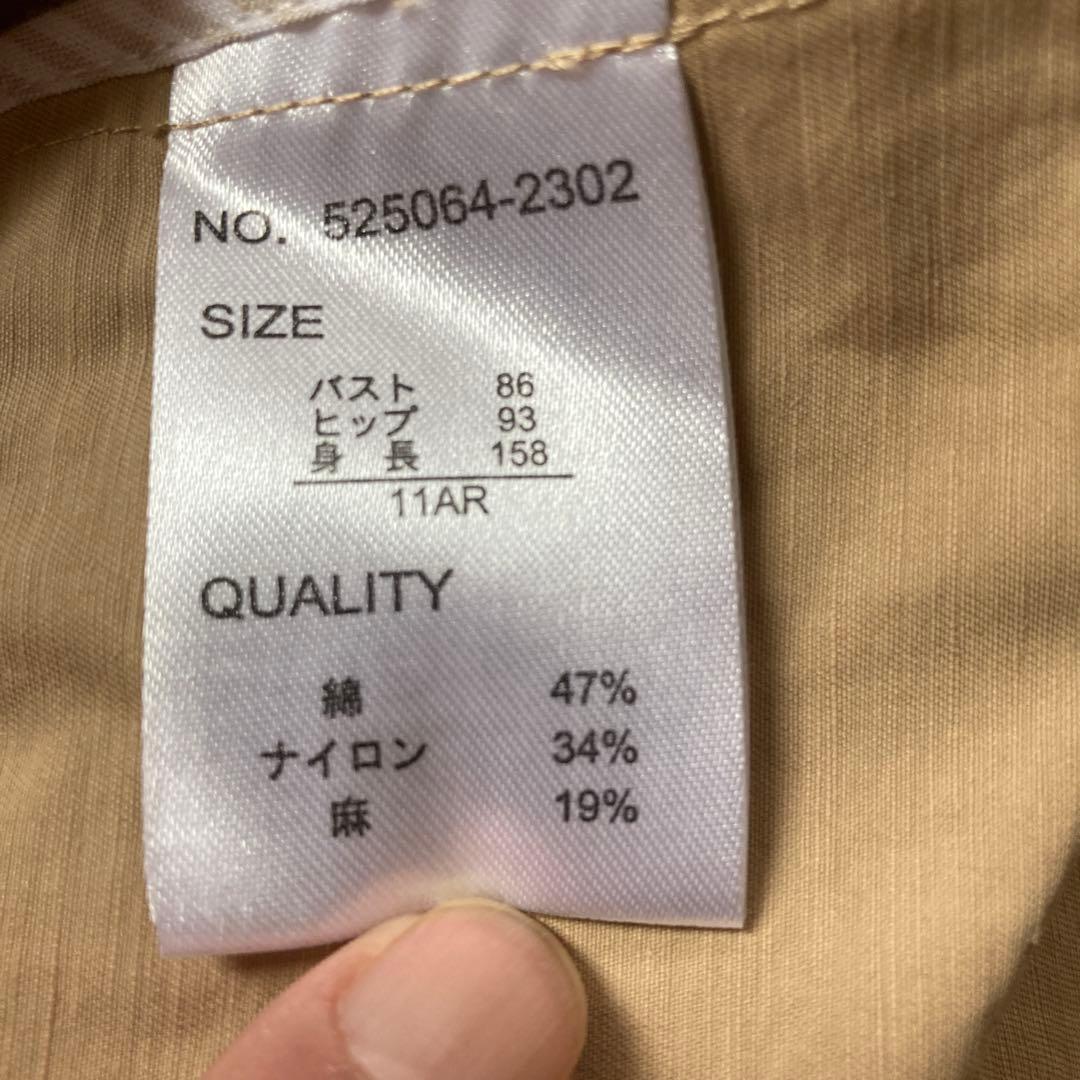 NO. 525064-2302
SIZE
バスト 86
ヒップ 93
身長 158
11AR
QUALITY
綿 47%
ナイロン 34%
麻 19%